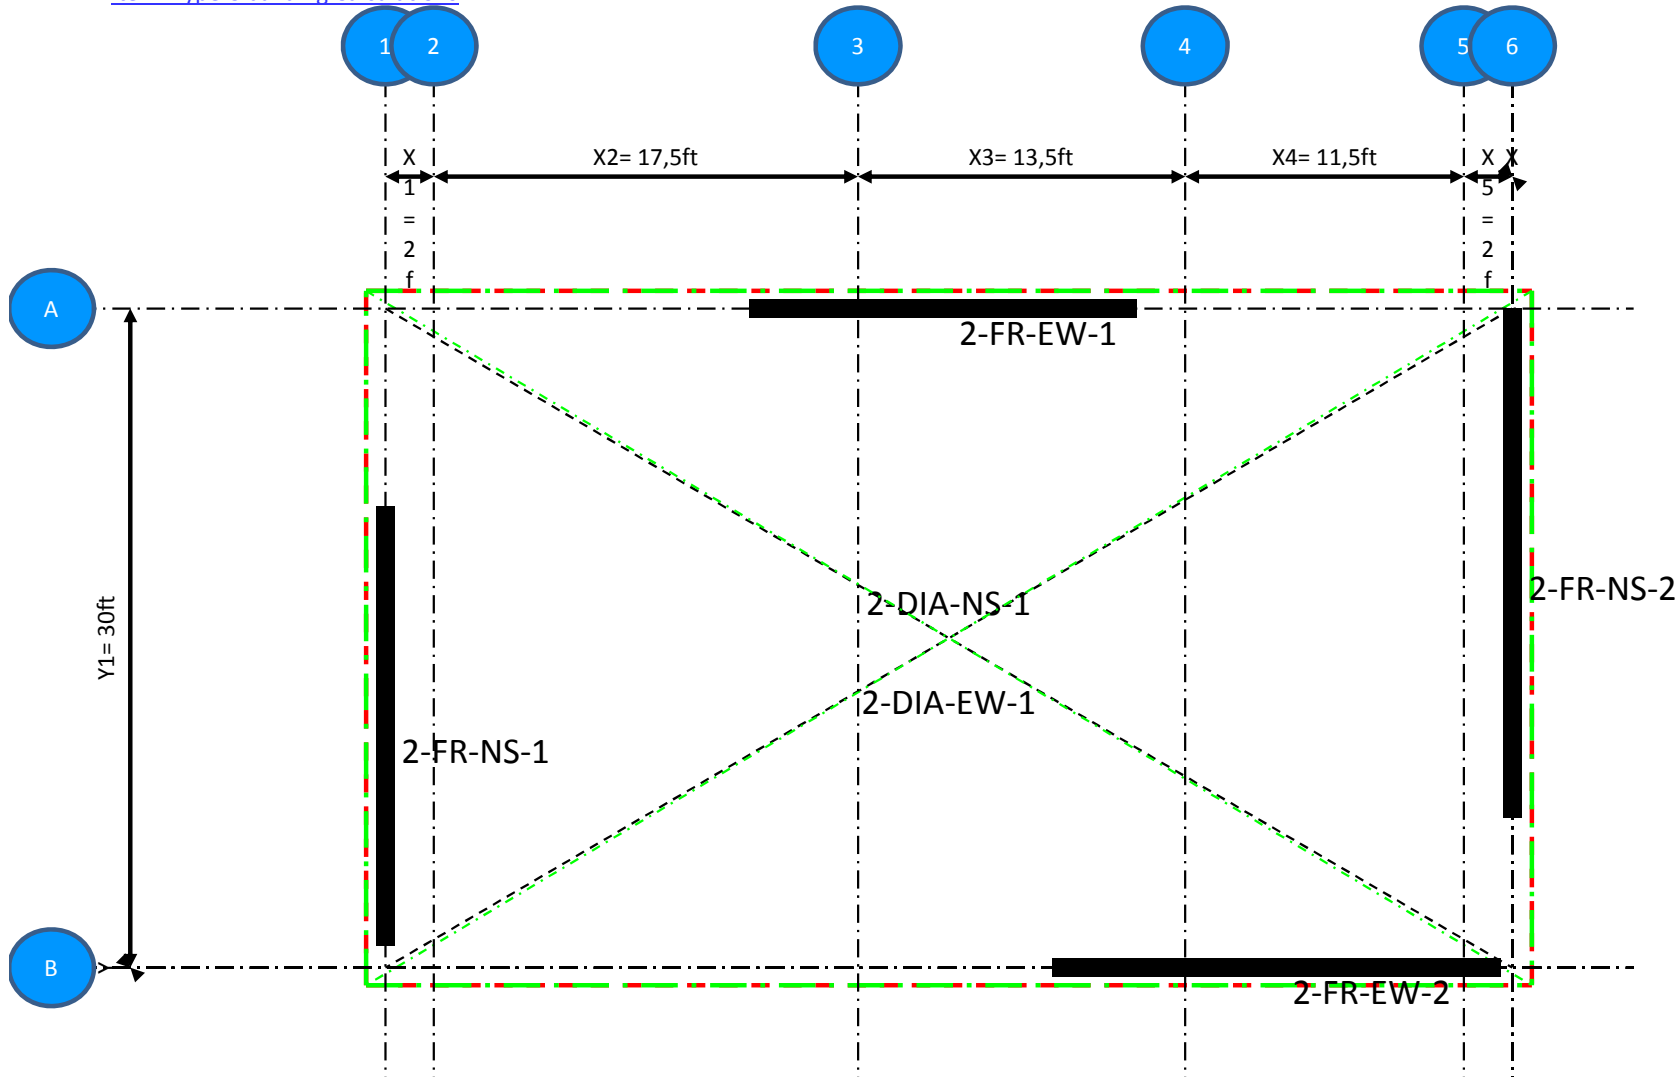 1 2 3 4 5 6
X2= 17,5ft
X3= 13,5ft
X4= 11,5ft
X
1
=
2
f
X
5
=
2
f
X
A
2-FR-EW-1
2-FR-NS-2
2-DIA-NS-1
Y1= 30ft
2-DIA-EW-1
2-FR-NS-1
B
2-FR-EW-2